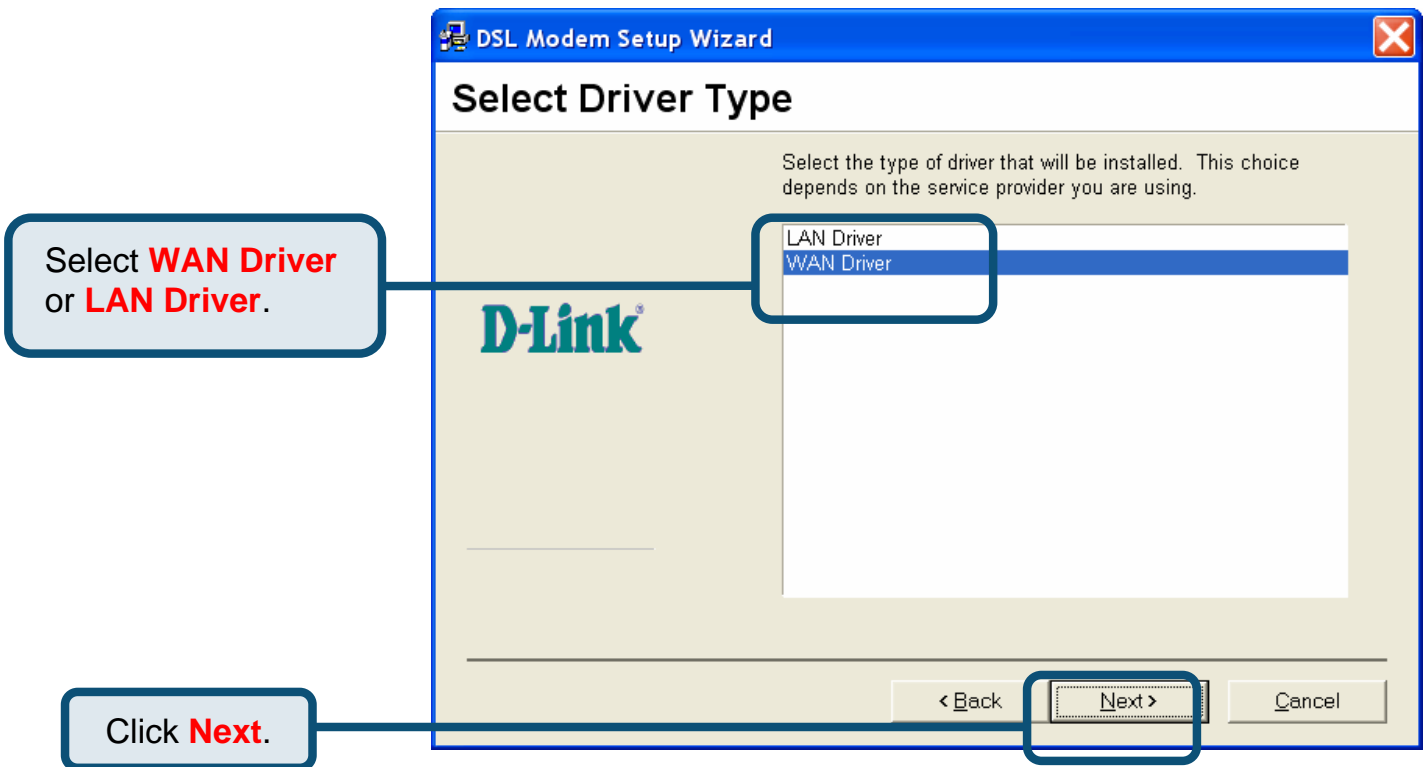 DSL Modem Setup Wizard
Select Driver Type
Select the type of driver that will be installed. This choice
depends on the service provider you are using.
LAN Driver
WAN Driver
Select WAN Driver
or LAN Driver.
D-Link®
< Back
Next >
Cancel
Click Next.